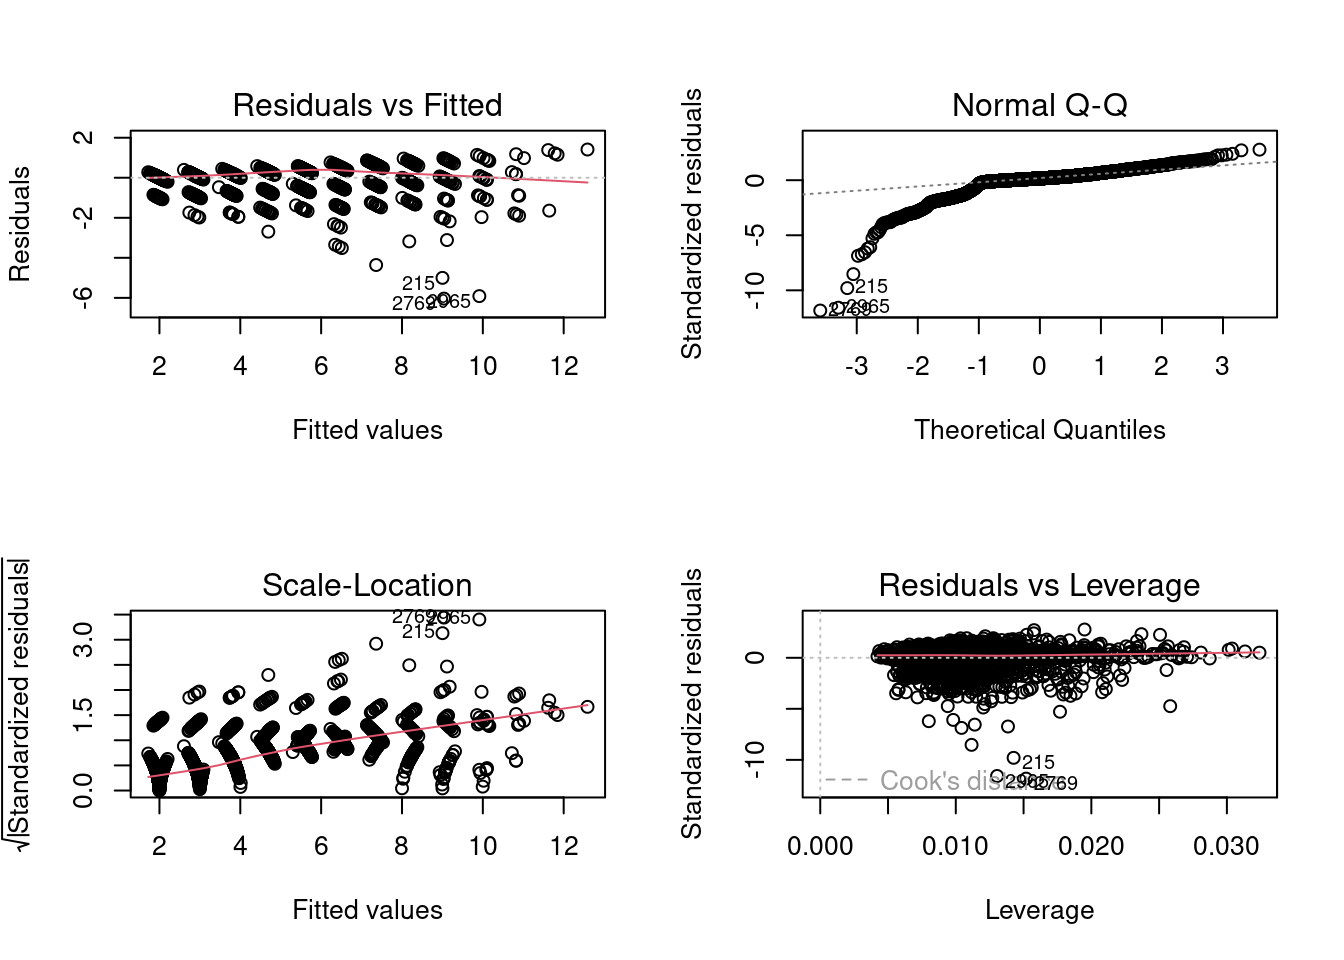 Residuals vs Fitted
Residuals
2
-2
-6
215
2769
2965
2 4 6 8 10 12
Fitted values
Normal Q-Q
Standardized residuals
0
-5
-10
215
2965
2769
-3 -2 -1 0 1 2 3
Theoretical Quantiles
Scale-Location
√|Standardized residuals|
3.0
1.5
0.0
2769
2965
215
2 4 6 8 10 12
Fitted values
Residuals vs Leverage
Standardized residuals
0
-10
215
Cook's distance
2965
2769
0.000 0.010 0.020 0.030
Leverage